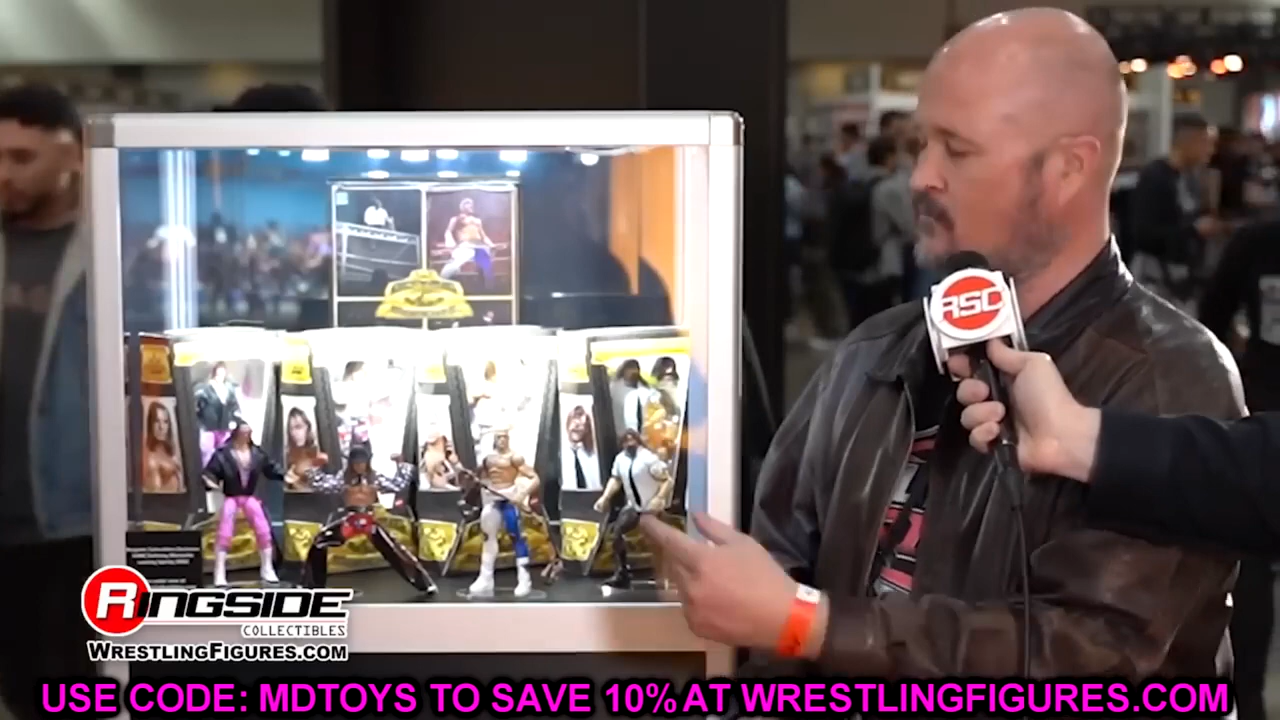 RSC
RINGSIDE
COLLECTIBLES
WRESTLINGFIGURES.COM
USE CODE: MDTOYS TO SAVE 10% AT WRESTLINGFIGURES.COM